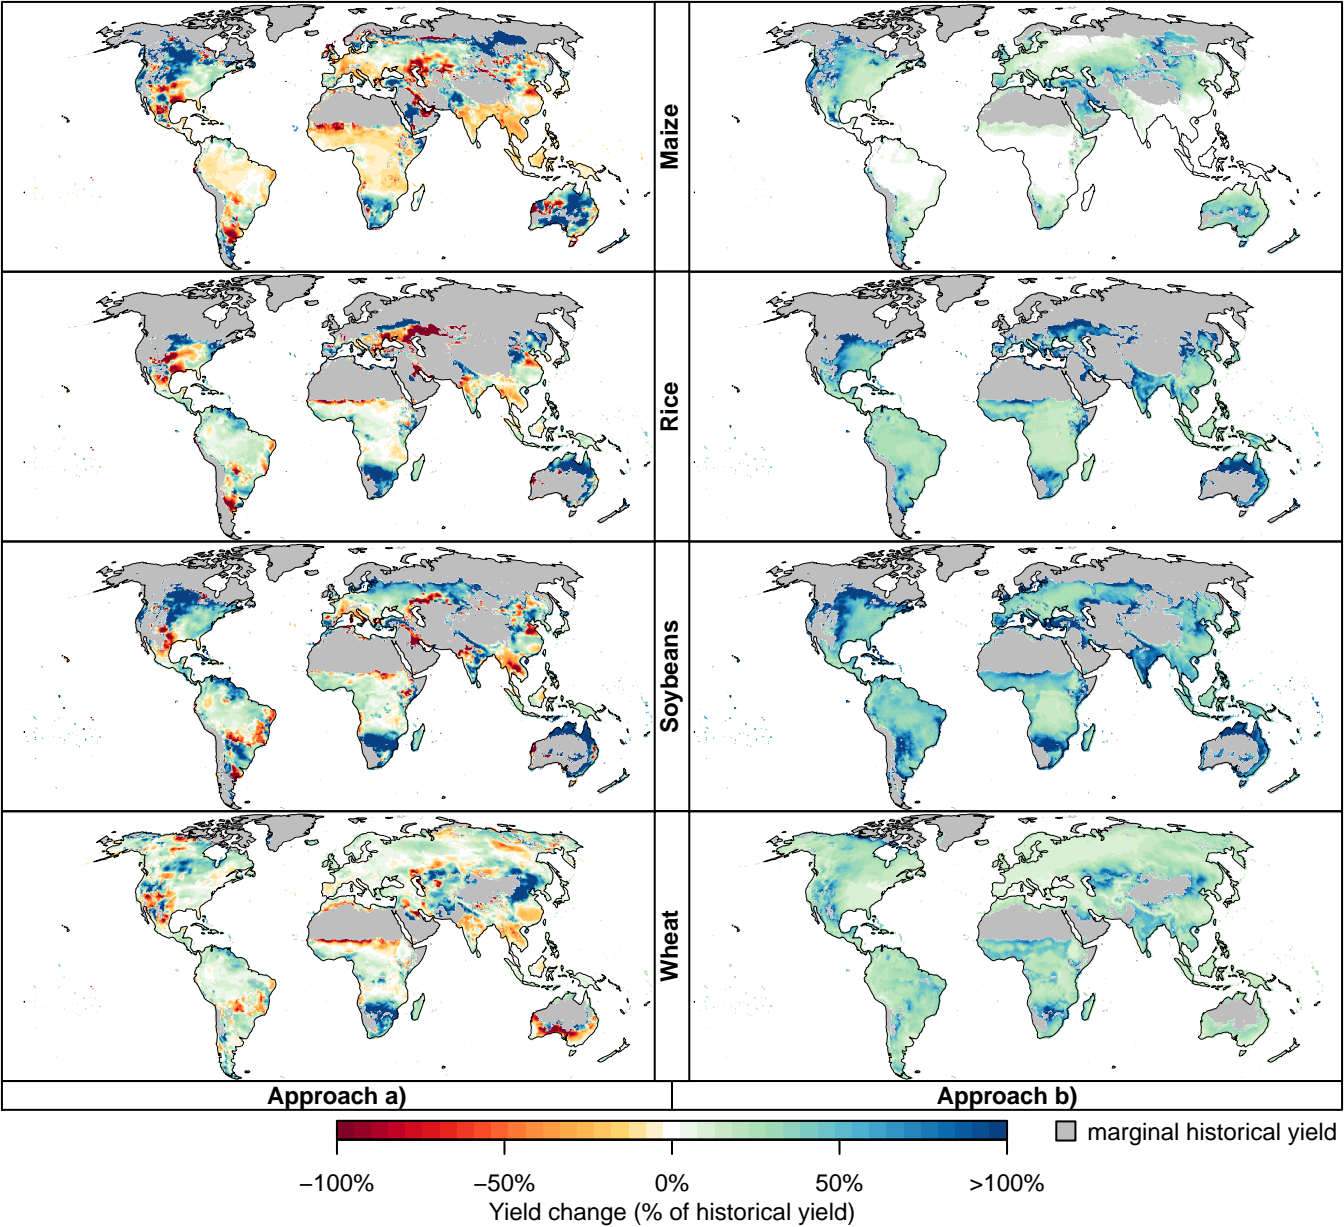 Maize
Rice
Soybeans
Wheat
Approach a)
Approach b)
marginal historical yield
−100%
−50%
0%
50%
>100%
Yield change (% of historical yield)